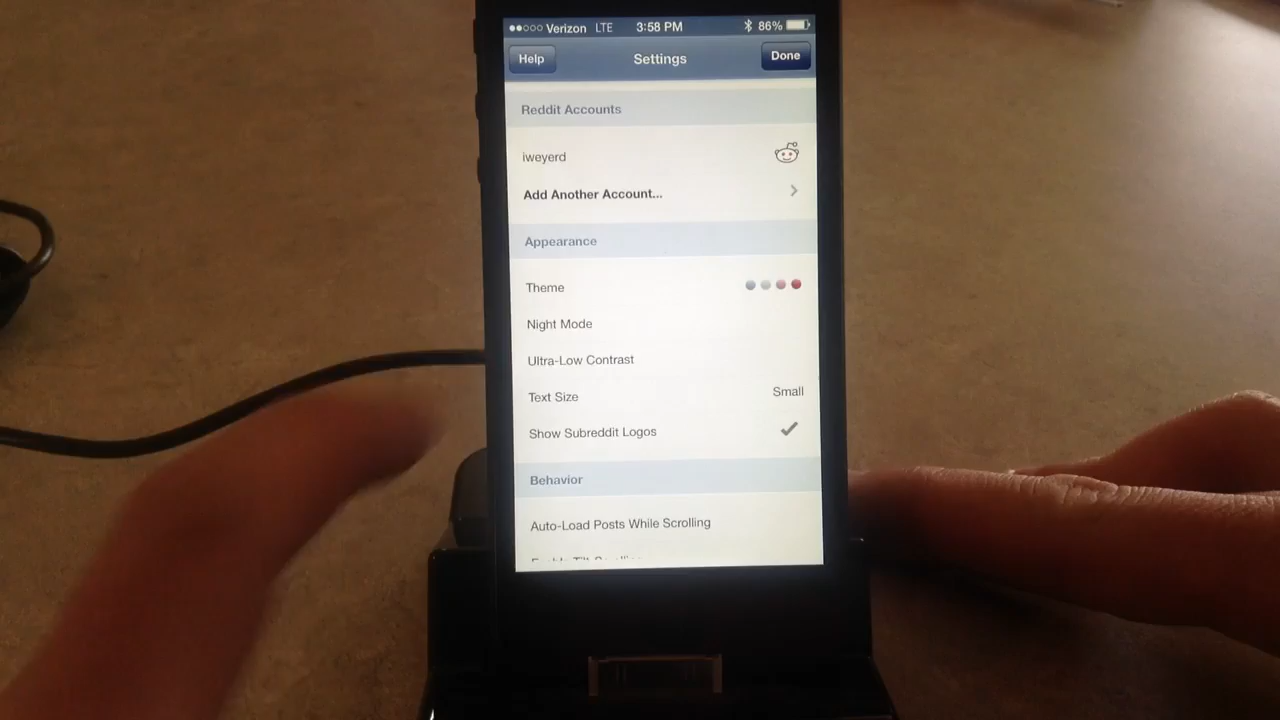 Verizon LTE 3:58 PM 86%
Help Settings Done
Reddit Accounts
iweyerd
Add Another Account...
Appearance
Theme
Night Mode
Ultra-Low Contrast
Text Size Small
Show Subreddit Logos
Behavior
Auto-Load Posts While Scrolling